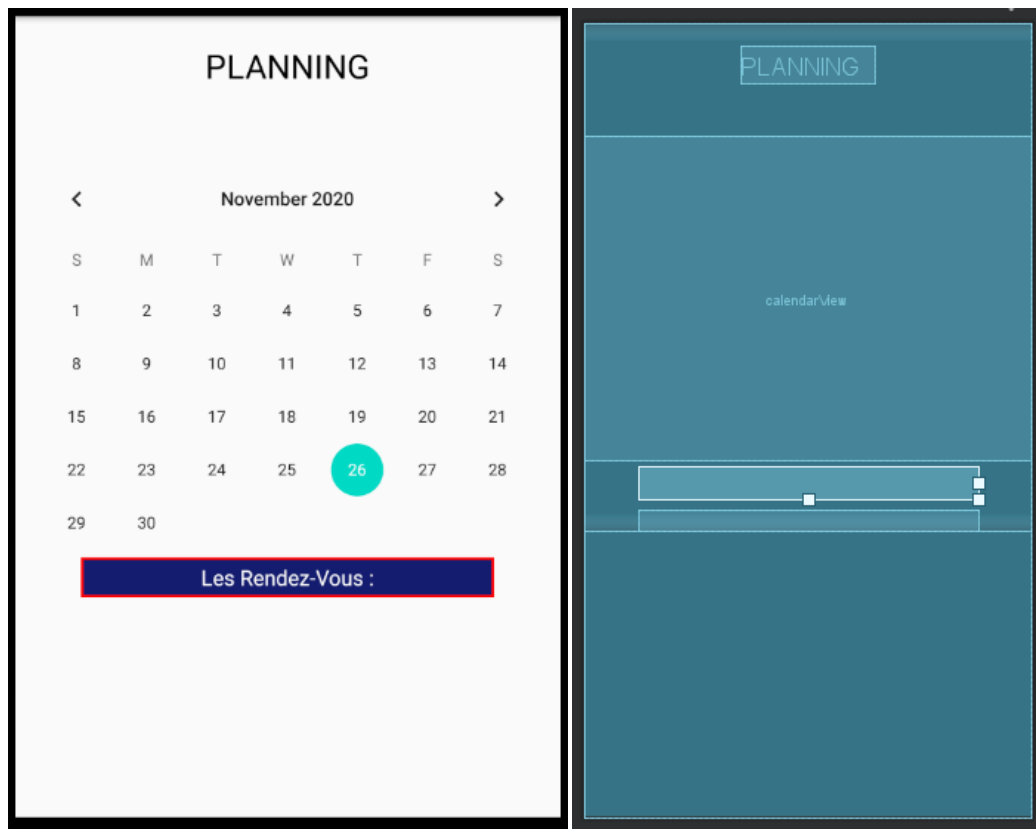 PLANNING
< November 2020 >
S M T W T F S
1 2 3 4 5 6 7
8 9 10 11 12 13 14
15 16 17 18 19 20 21
22 23 24 25 26 27 28
29 30
Les Rendez-Vous :
PLANNING
calendarView